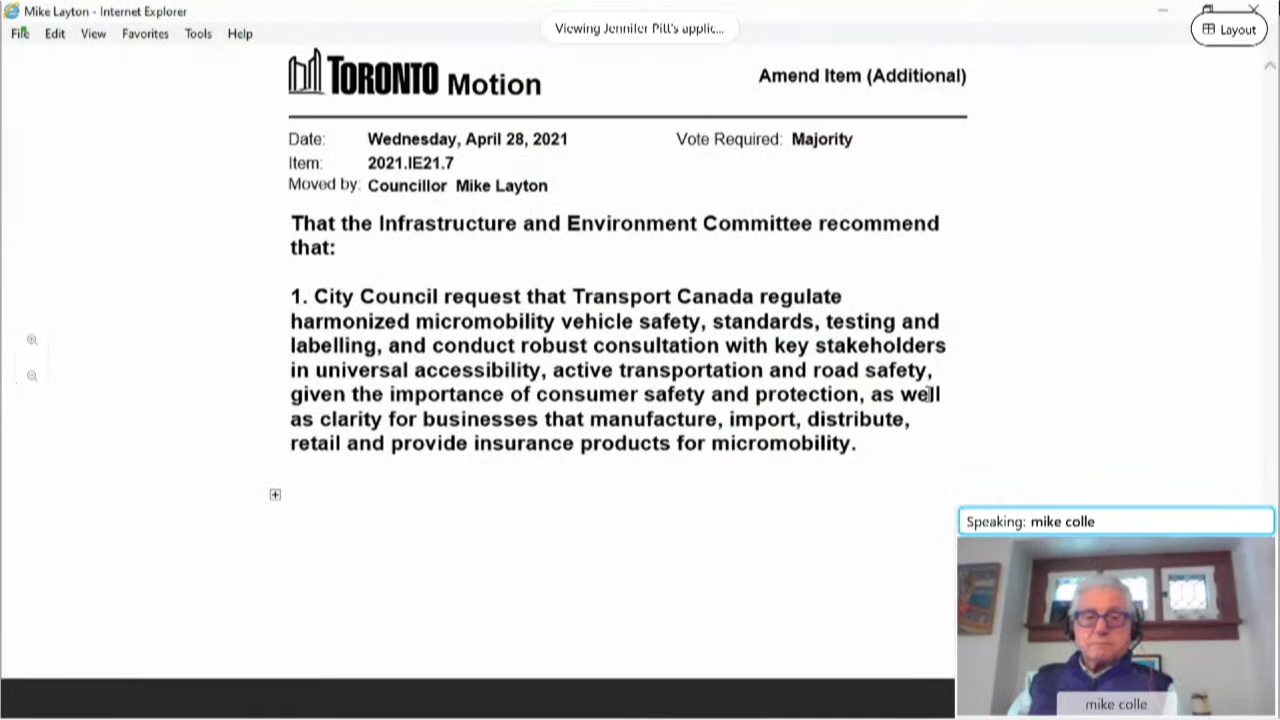 Mike Layton - Internet Explorer
File Edit View Favorites Tools Help
Viewing Jennifer Pill's applic...
Layout
TORONTO Motion
Amend Item (Additional)
Date: Wednesday, April 28, 2021
Vote Required: Majority
Item: 2021.IE21.7
Moved by: Councillor Mike Layton
That the Infrastructure and Environment Committee recommend
that:
1. City Council request that Transport Canada regulate
harmonized micromobility vehicle safety, standards, testing and
labelling, and conduct robust consultation with key stakeholders
in universal accessibility, active transportation and road safety,
given the importance of consumer safety and protection, as well
as clarity for businesses that manufacture, import, distribute,
retail and provide insurance products for micromobility.
Speaking: mike colle
mike colle